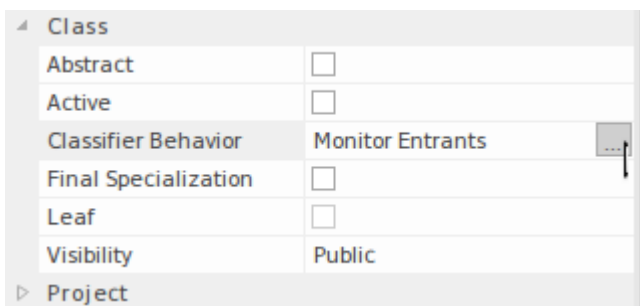 Class
Abstract
Active
Classifier Behavior Monitor Entrants ...
Final Specialization
Leaf
Visibility Public
Project